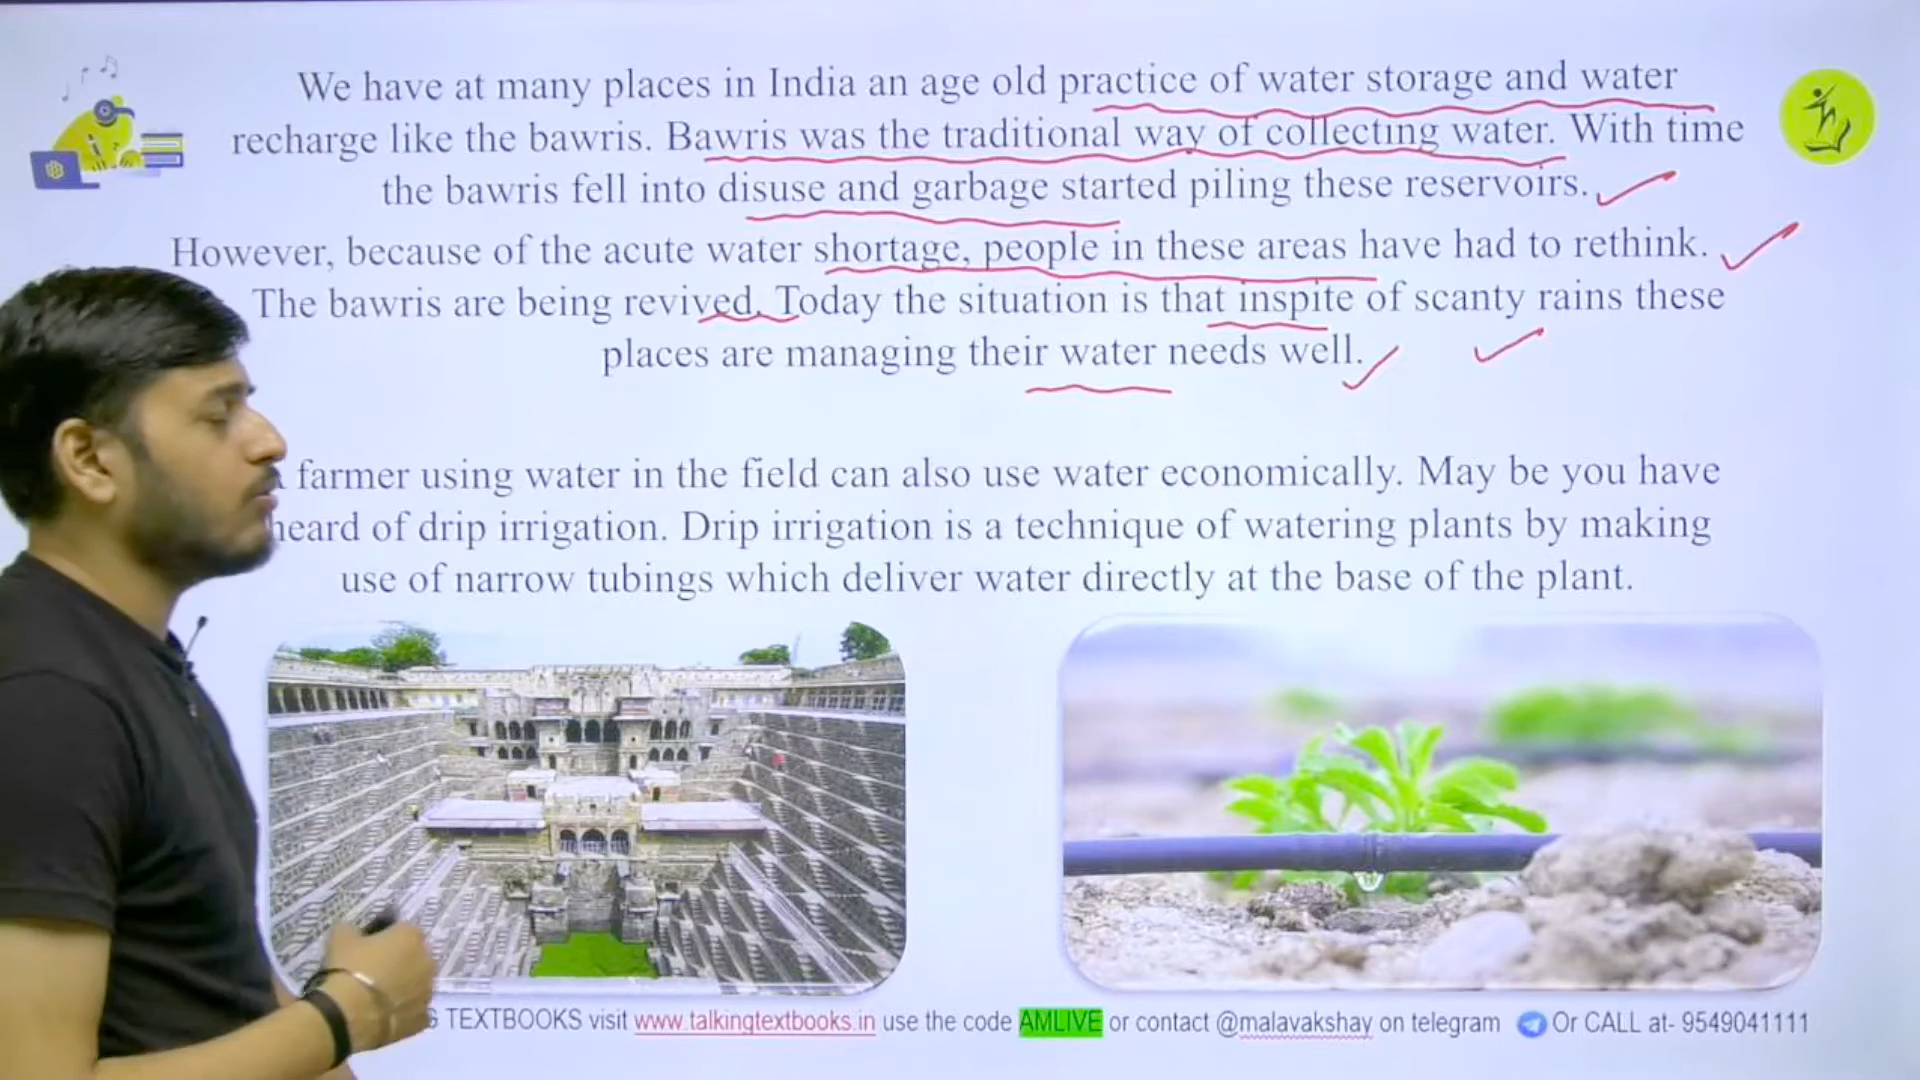 We have at many places in India an age old practice of water storage and water
recharge like the bawris. Bawris was the traditional way of collecting water. With time
the bawris fell into disuse and garbage started piling these reservoirs.
However, because of the acute water shortage, people in these areas have had to rethink.
The bawris are being revived. Today the situation is that inspite of scanty rains these
places are managing their water needs well.
farmer using water in the field can also use water economically. May be you have
heard of drip irrigation. Drip irrigation is a technique of watering plants by making
use of narrow tubings which deliver water directly at the base of the plant.
TEXTBOOKS visit www.talkingtextbooks.in use the code AMLIVE or contact @malavakshay on telegram Or CALL at- 9549041111